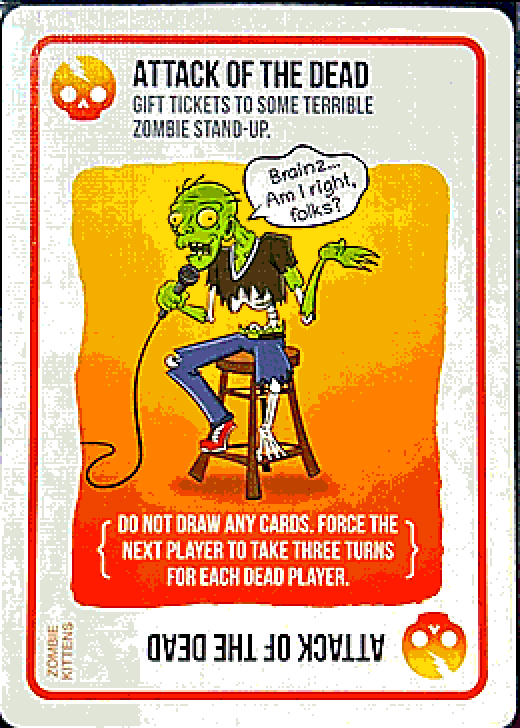 ATTACK OF THE DEAD
GIFT TICKETS TO SOME TERRIBLE
ZOMBIE STAND-UP.
Brainz...
Am I right,
folks?
DO NOT DRAW ANY CARDS. FORCE THE
NEXT PLAYER TO TAKE THREE TURNS
FOR EACH DEAD PLAYER.
ZOMBIE
KITTENS
ATTACK OF THE DEAD